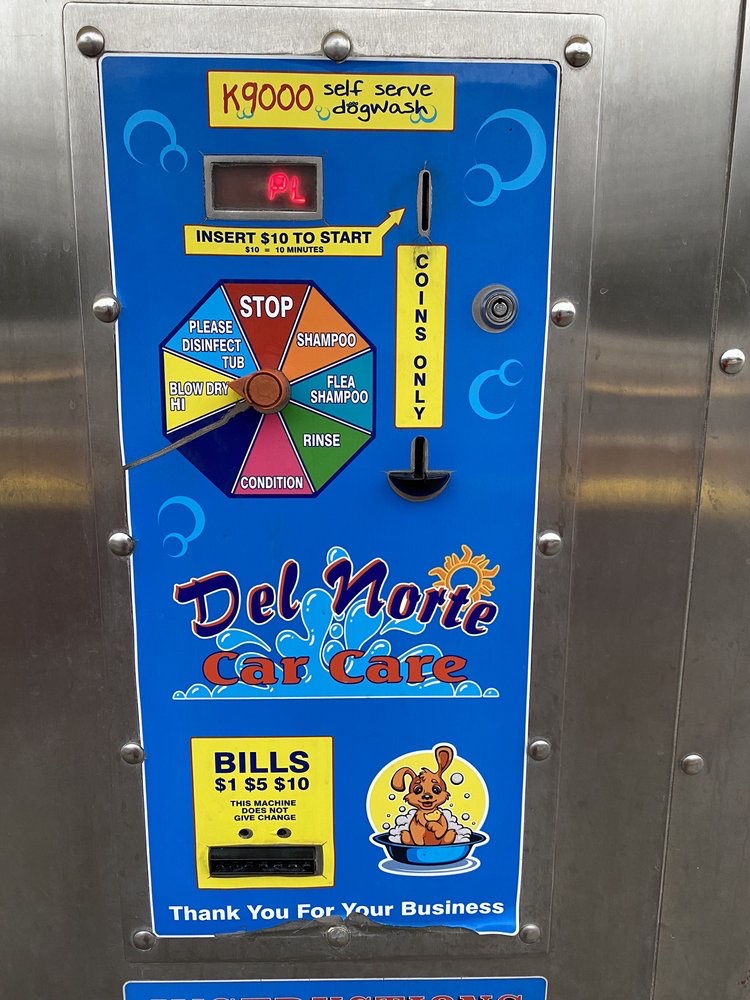 K9000 self serve
dogwash
PL
INSERT $10 TO START
$10 = 10 MINUTES
COINS ONLY
STOP
SHAMPOO
FLEA
SHAMPOO
RINSE
CONDITION
BLOW DRY
HI
PLEASE
DISINFECT
TUB
Del Norte
Car Care
BILLS
$1 $5 $10
THIS MACHINE
DOES NOT
GIVE CHANGE
Thank You For Your Business
INSTRUCTIONS